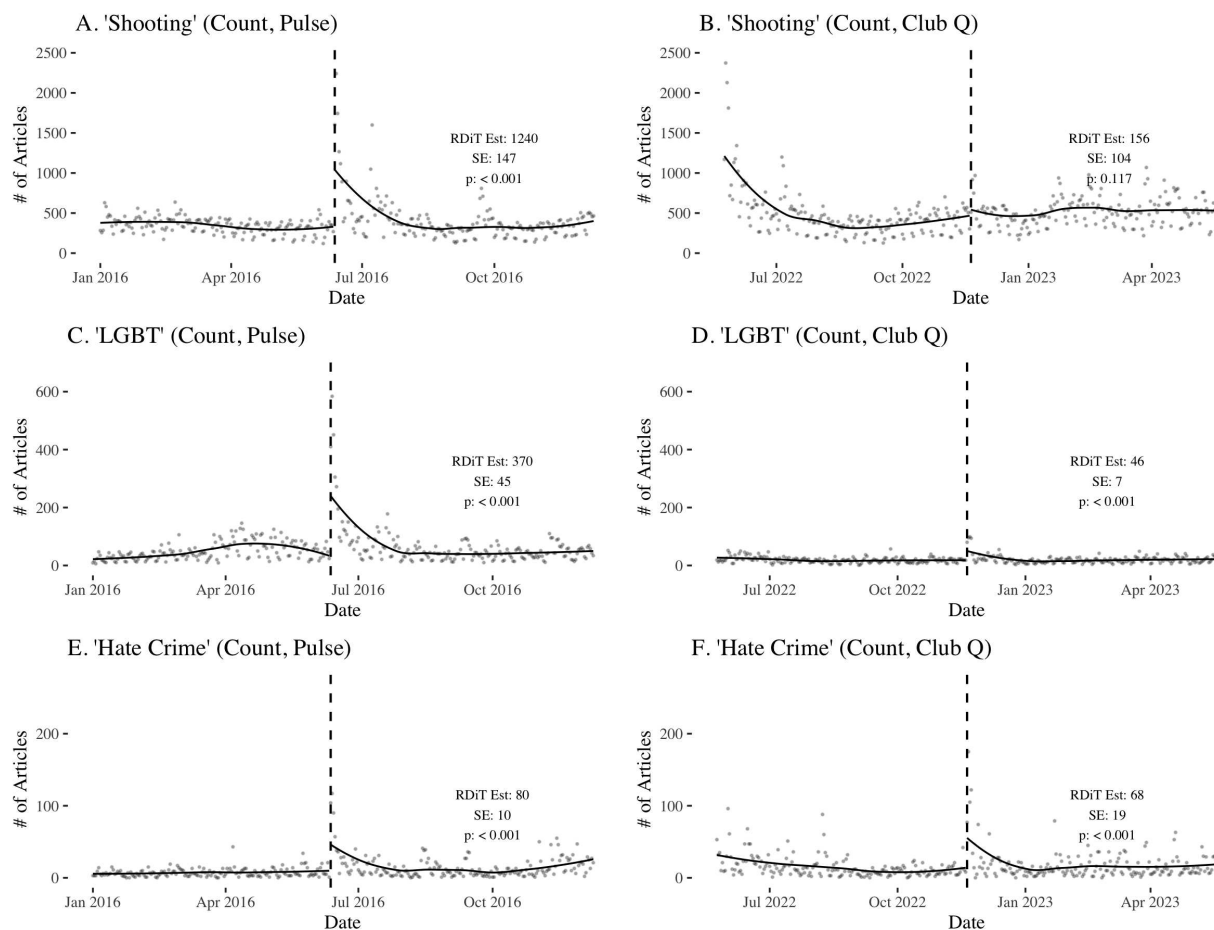 A. 'Shooting' (Count, Pulse)
2500
2000
1500
1000
500
0
# of Articles
RDiT Est: 1240
SE: 147
p: < 0.001
Jan 2016
Apr 2016
Jul 2016
Oct 2016
Date
B. 'Shooting' (Count, Club Q)
2500
2000
1500
1000
500
0
# of Articles
RDiT Est: 156
SE: 104
p: 0.117
Jul 2022
Oct 2022
Jan 2023
Apr 2023
Date
C. 'LGBT' (Count, Pulse)
600
400
200
0
# of Articles
RDiT Est: 370
SE: 45
p: < 0.001
Jan 2016
Apr 2016
Jul 2016
Oct 2016
Date
D. 'LGBT' (Count, Club Q)
600
400
200
0
# of Articles
RDiT Est: 46
SE: 7
p: < 0.001
Jul 2022
Oct 2022
Jan 2023
Apr 2023
Date
E. 'Hate Crime' (Count, Pulse)
200
100
0
# of Articles
RDiT Est: 80
SE: 10
p: < 0.001
Jan 2016
Apr 2016
Jul 2016
Oct 2016
Date
F. 'Hate Crime' (Count, Club Q)
200
100
0
# of Articles
RDiT Est: 68
SE: 19
p: < 0.001
Jul 2022
Oct 2022
Jan 2023
Apr 2023
Date